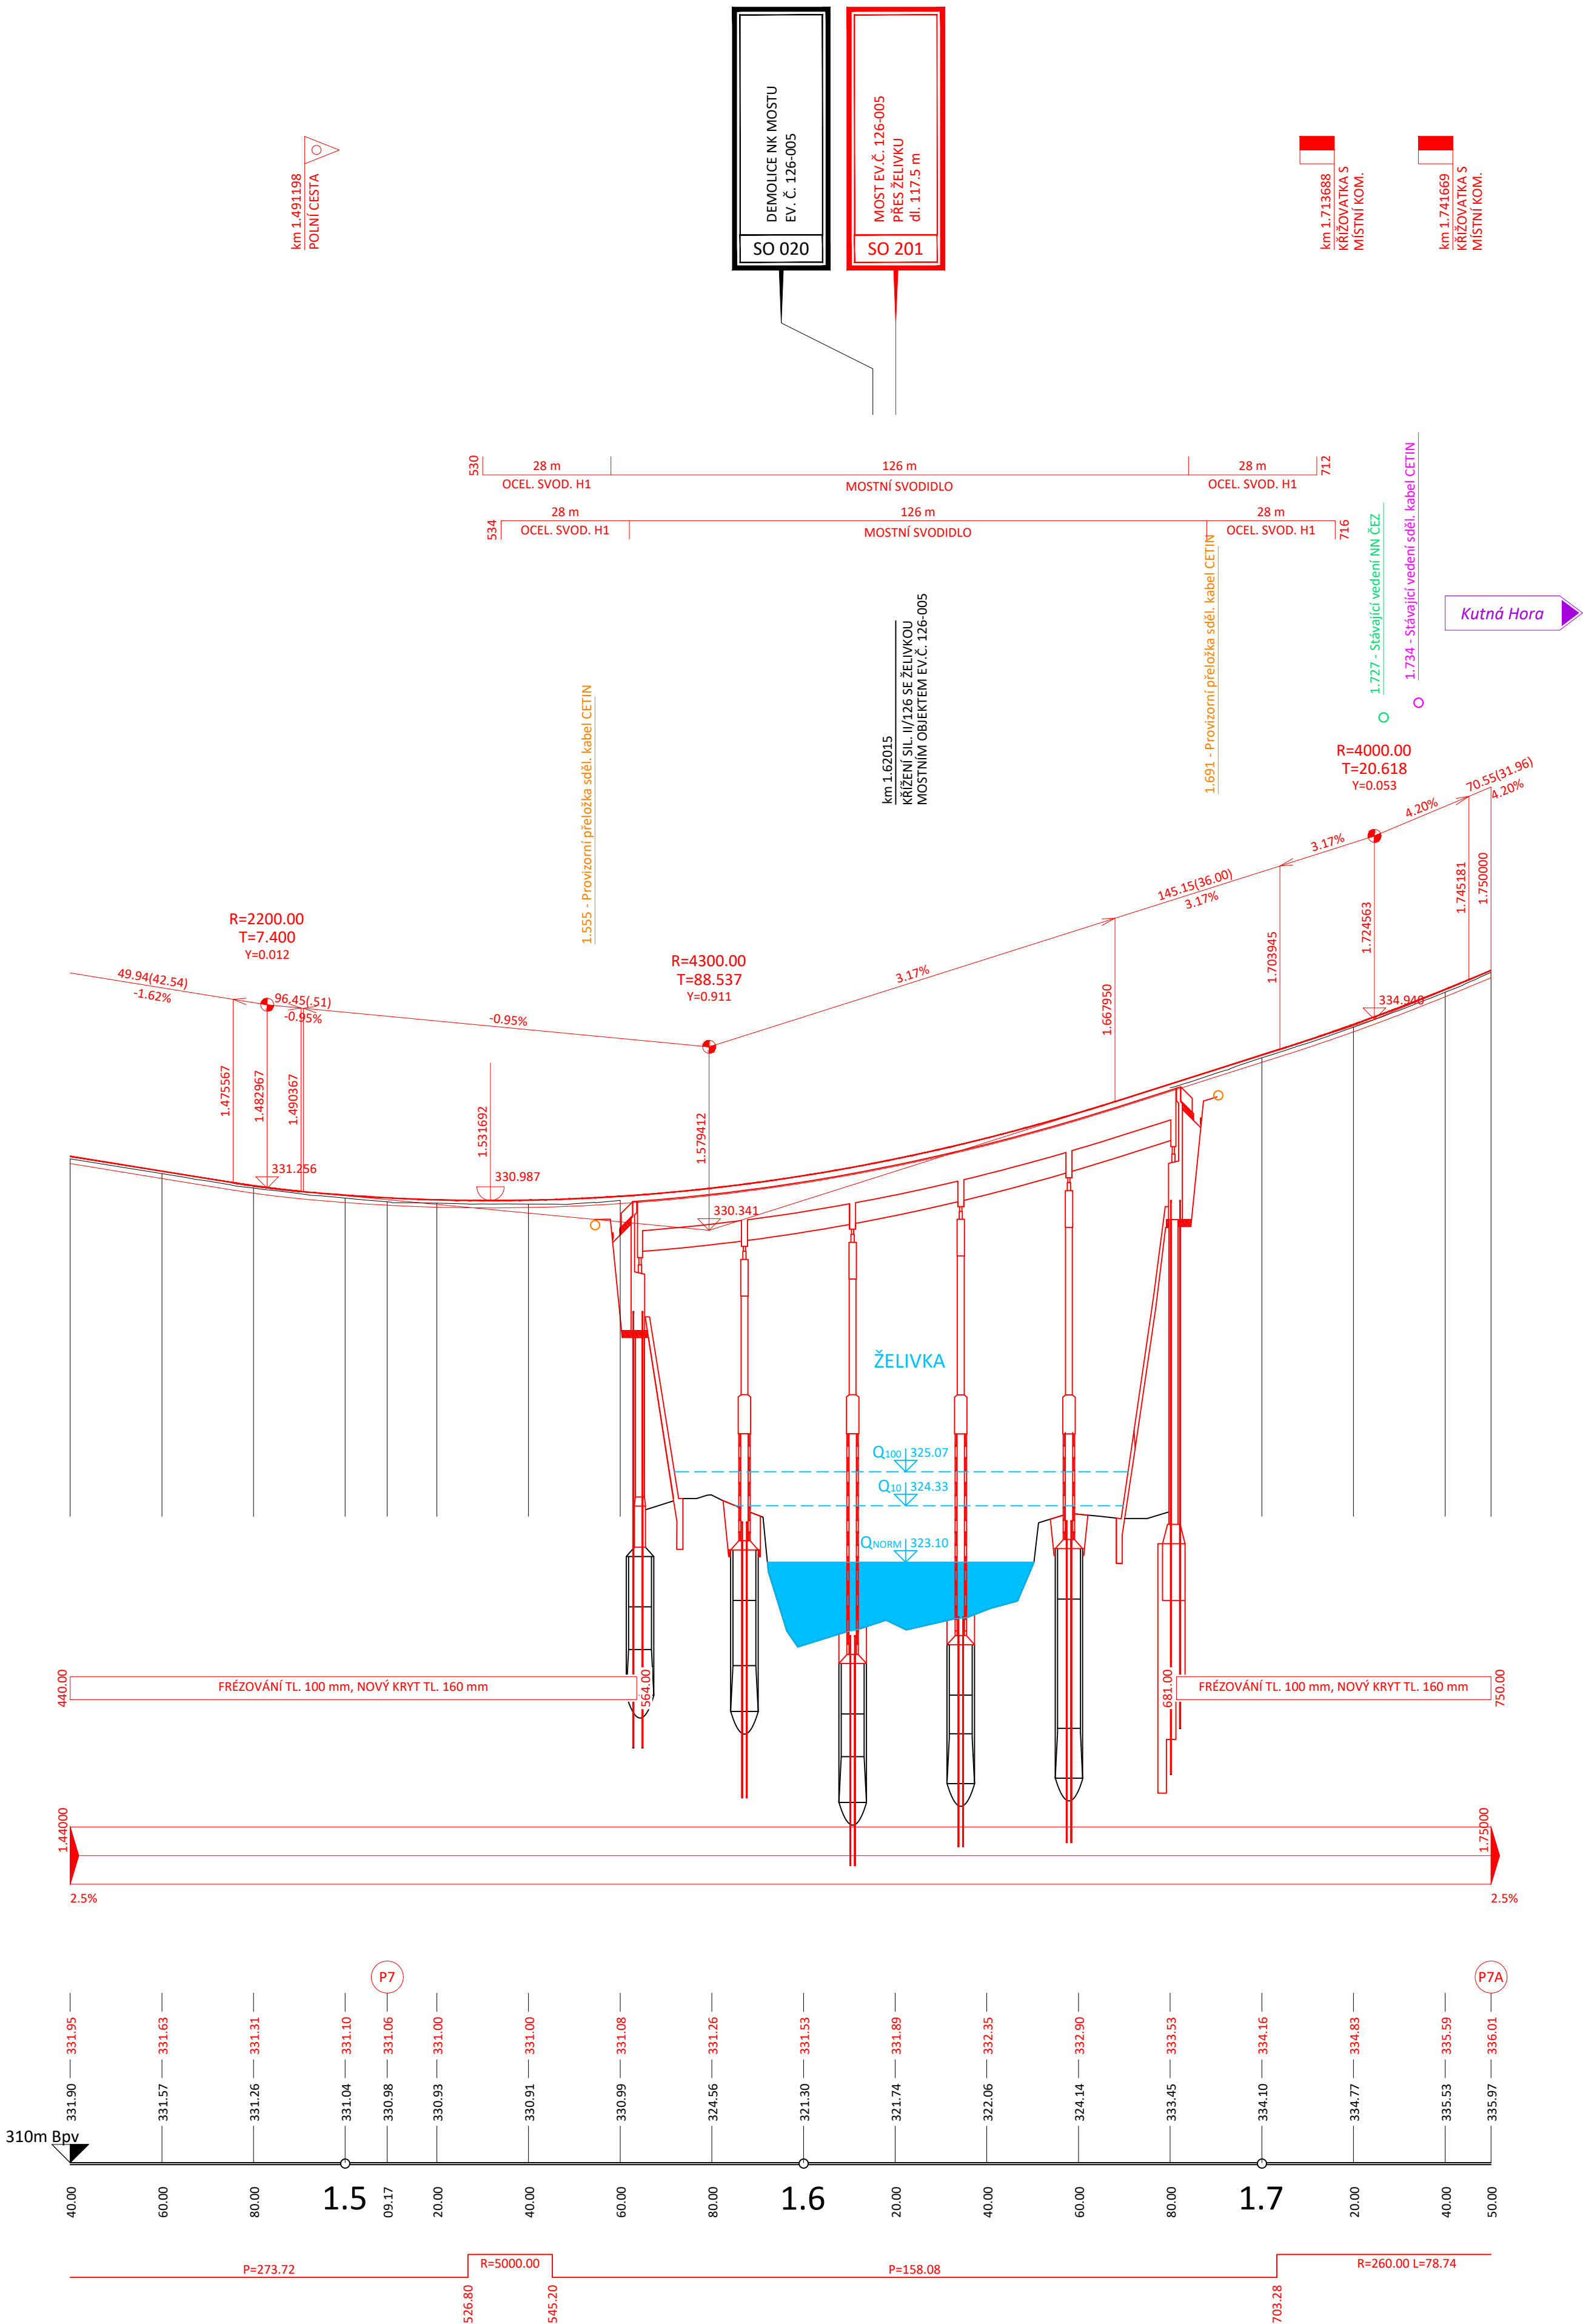 DEMOLICE NK MOSTU
EV. Č. 126-005
SO 020
MOST EV.Č. 126-005
PŘES ŽELIVKU
dl. 117.5 m
SO 201
km 1.491198
POLNÍ CESTA
km 1.713688
KŘIŽOVATKA S
MÍSTNÍ KOM.
km 1.741669
KŘIŽOVATKA S
MÍSTNÍ KOM.
530
28 m
126 m
28 m
712
OCEL. SVOD. H1
MOSTNÍ SVODIDLO
OCEL. SVOD. H1
534
28 m
126 m
28 m
716
OCEL. SVOD. H1
MOSTNÍ SVODIDLO
OCEL. SVOD. H1
1.555 - Provizorní přeložka sděl. kabel CETIN
km 1.62015
KŘÍŽENÍ SIL. II/126 SE ŽELIVKOU
MOSTNÍM OBJEKTEM EV.Č. 126-005
1.691 - Provizorní přeložka sděl. kabel CETIN
1.727 - Stávající vedení NN ČEZ
1.734 - Stávající vedení sděl. kabel CETIN
Kutná Hora
R=4000.00
T=20.618
Y=0.053
70.55(31.96)
4.20%
4.20%
3.17%
145.15(36.00)
3.17%
3.17%
R=2200.00
T=7.400
Y=0.012
49.94(42.54)
-1.62%
96.45(.51)
-0.95%
-0.95%
R=4300.00
T=88.537
Y=0.911
1.475567
1.482967
1.490367
1.531692
1.579412
1.667950
1.703945
1.724563
1.745181
1.750000
331.256
330.987
330.341
334.940
ŽELIVKA
Q100 325.07
Q10 324.33
QNORM 323.10
440.00
FRÉZOVÁNÍ TL. 100 mm, NOVÝ KRYT TL. 160 mm
564.00
681.00
FRÉZOVÁNÍ TL. 100 mm, NOVÝ KRYT TL. 160 mm
750.00
1.44000
1.75000
2.5%
2.5%
P7
P7A
331.95
331.63
331.31
331.10
331.06
331.00
331.00
331.08
331.26
331.53
331.89
332.35
332.90
333.53
334.16
334.83
335.59
336.01
331.90
331.57
331.26
331.04
330.98
330.93
330.91
330.99
324.56
321.30
321.74
322.06
324.14
333.45
334.10
334.77
335.53
335.97
310m Bpv
40.00
60.00
80.00
1.5
09.17
20.00
40.00
60.00
80.00
1.6
20.00
40.00
60.00
80.00
1.7
20.00
40.00
50.00
P=273.72
R=5000.00
P=158.08
R=260.00 L=78.74
526.80
545.20
703.28